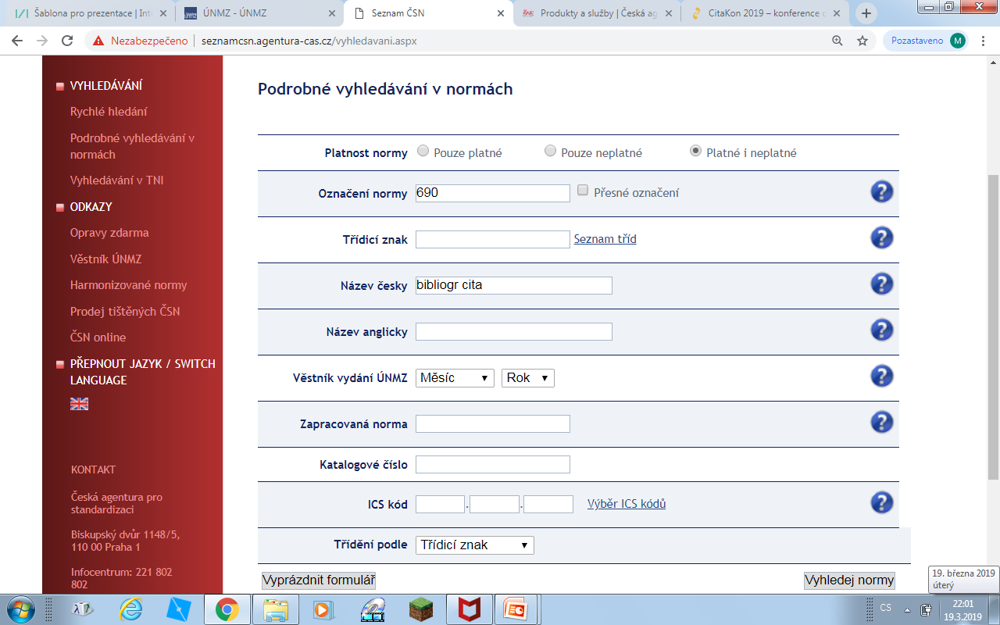 Šablona pro prezentace | Int
ÚNMZ - ÚNMZ
Seznam ČSN
Produkty a služby | Česká ag
CitaKon 2019 – konference o
Nezabezpečeno
seznamcsn.agentura-cas.cz/vyhledavani.aspx
Pozastaveno
M
VYHLEDÁVÁNÍ
Rychlé hledání
Podrobné vyhledávání v
normách
Vyhledávání v TNI
ODKAZY
Opravy zdarma
Věstník ÚNMZ
Harmonizované normy
Prodej tištěných ČSN
ČSN online
PŘEPNOUT JAZYK / SWITCH
LANGUAGE
KONTAKT
Česká agentura pro
standardizaci
Biskupský dvůr 1148/5,
110 00 Praha 1
Infocentrum: 221 802
802
Podrobné vyhledávání v normách
Platnost normy Pouze platné Pouze neplatné Platné i neplatné
Označení normy 690 Přesné označení
Třídicí znak Seznam tříd
Název česky bibliogr cita
Název anglicky
Věstník vydání ÚNMZ Měsíc Rok
Zapracovaná norma
Katalogové číslo
ICS kód . . Výběr ICS kódů
Třídění podle Třídicí znak
Vyprázdnit formulář Vyhledej normy
19. března 2019
úterý
CS
22:01
19.3.2019